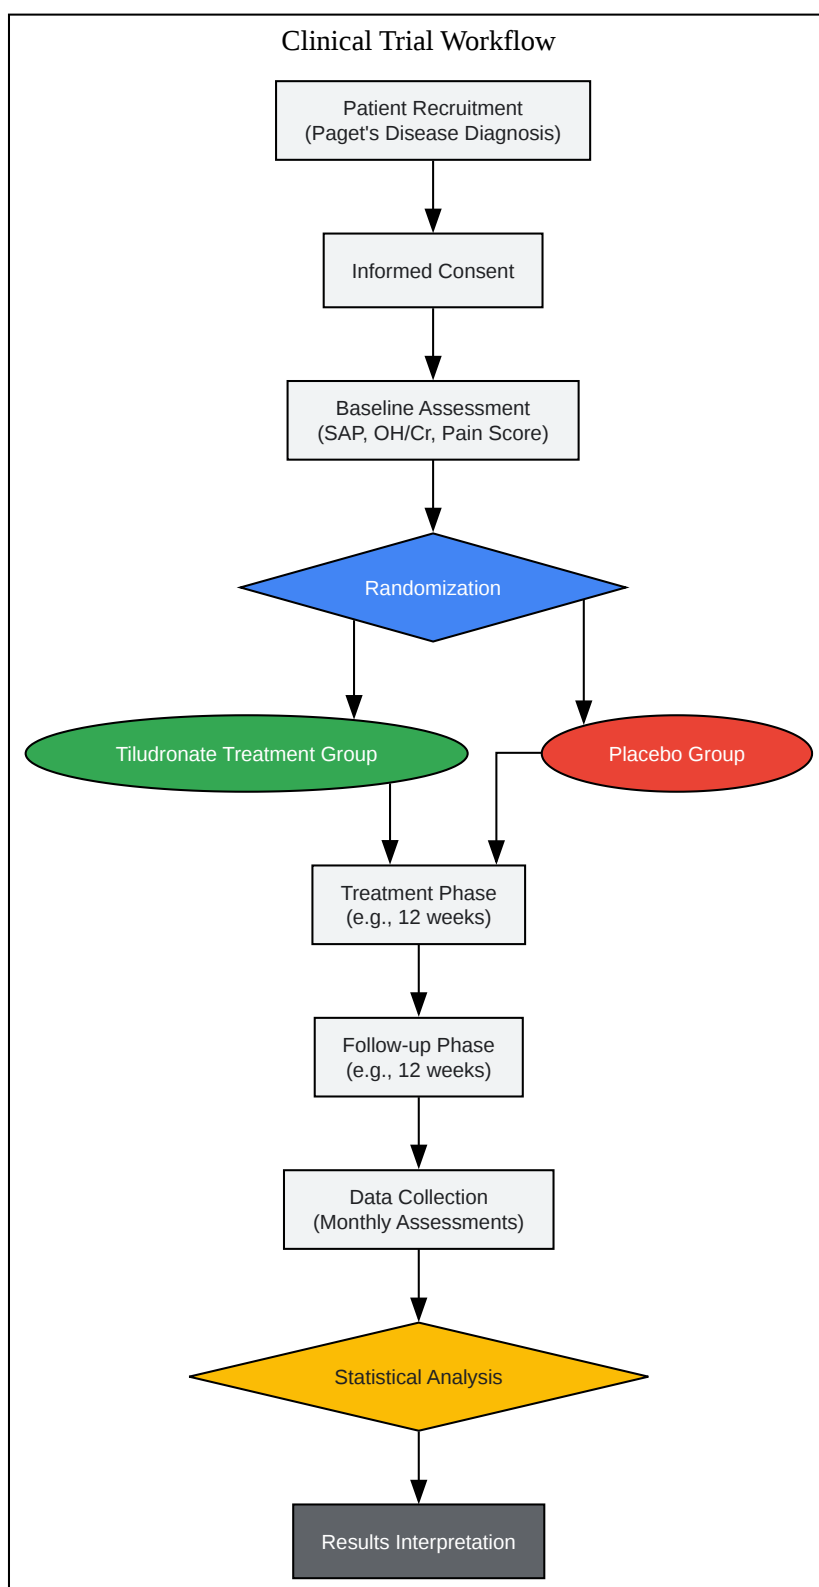 Clinical Trial Workflow
Patient Recruitment
(Paget's Disease Diagnosis)
Informed Consent
Baseline Assessment
(SAP, OH/Cr, Pain Score)
Randomization
Tiludronate Treatment Group
Placebo Group
Treatment Phase
(e.g., 12 weeks)
Follow-up Phase
(e.g., 12 weeks)
Data Collection
(Monthly Assessments)
Statistical Analysis
Results Interpretation